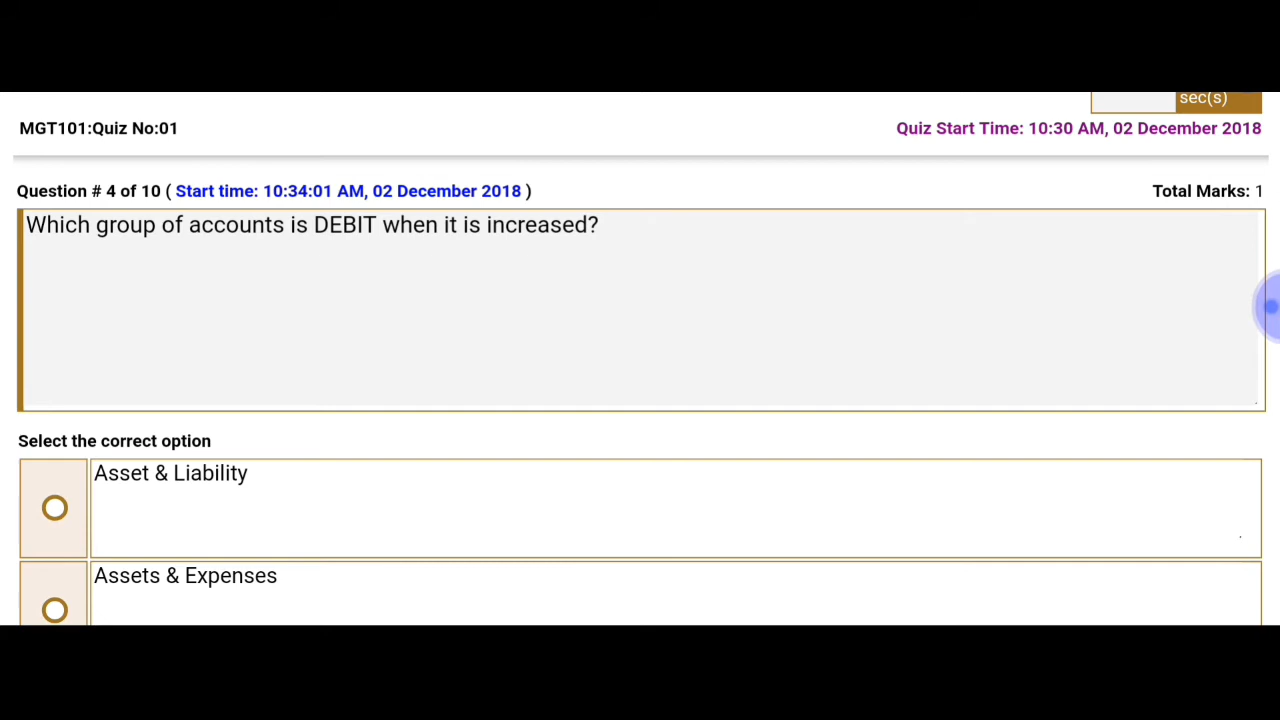 sec(s)
MGT101:Quiz No:01
Quiz Start Time: 10:30 AM, 02 December 2018
Question # 4 of 10 ( Start time: 10:34:01 AM, 02 December 2018 )
Total Marks: 1
Which group of accounts is DEBIT when it is increased?
Select the correct option
Asset & Liability
Assets & Expenses